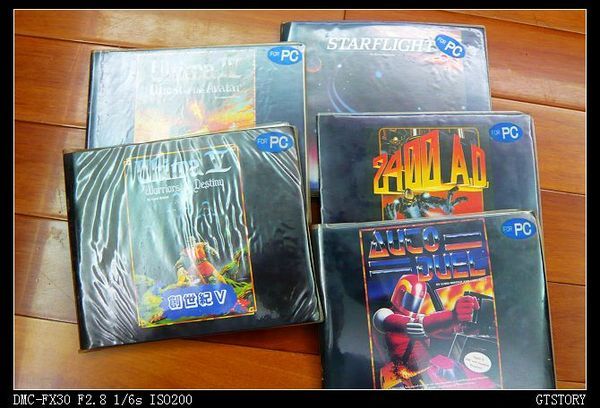 Ultima IV
Quest of the Avatar
FOR PC
STARFLIGHT
FOR PC
Ultima V
Warriors of Destiny
創世紀 V
FOR PC
2400 A.D.
FOR PC
AUTO
DUEL
FOR PC
DMC-FX30 F2.8 1/6s ISO200
GTSTORY